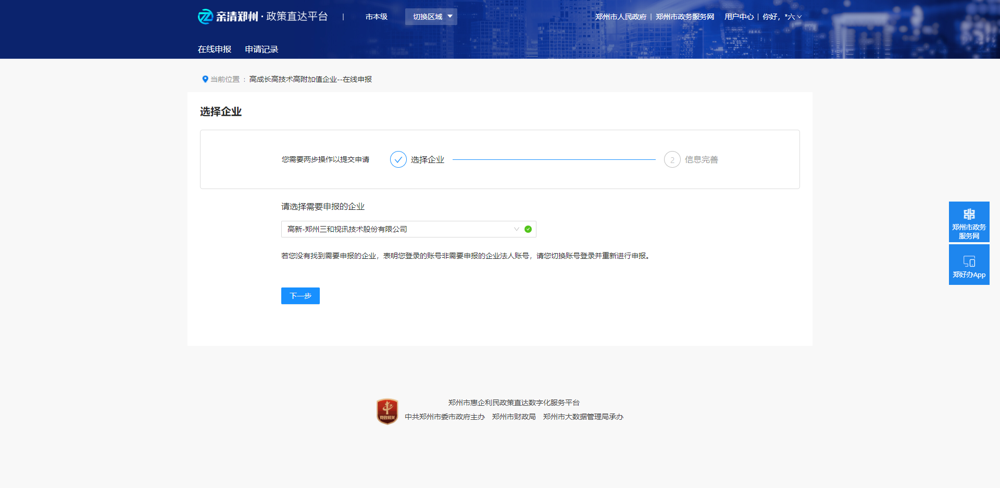 亲清郑州·政策直达平台 | 市本级 切换区域 郑州市人民政府 | 郑州市政务服务网 用户中心 | 你好，*六
在线申报 申请记录
当前位置 ： 高成长高技术高附加值企业--在线申报
选择企业
您需要两步操作以提交申请 选择企业 2 信息完善
请选择需要申报的企业
高新-郑州三和视讯技术股份有限公司
若您没有找到需要申报的企业，表明您登录的账号非需要申报的企业法人账号，请您切换账号登录并重新进行申报。
下一步
郑州市政务
服务网
郑好办App
党政机关
郑州市惠企利民政策直达数字化服务平台
中共郑州市委市政府主办 郑州市财政局 郑州市大数据管理局承办